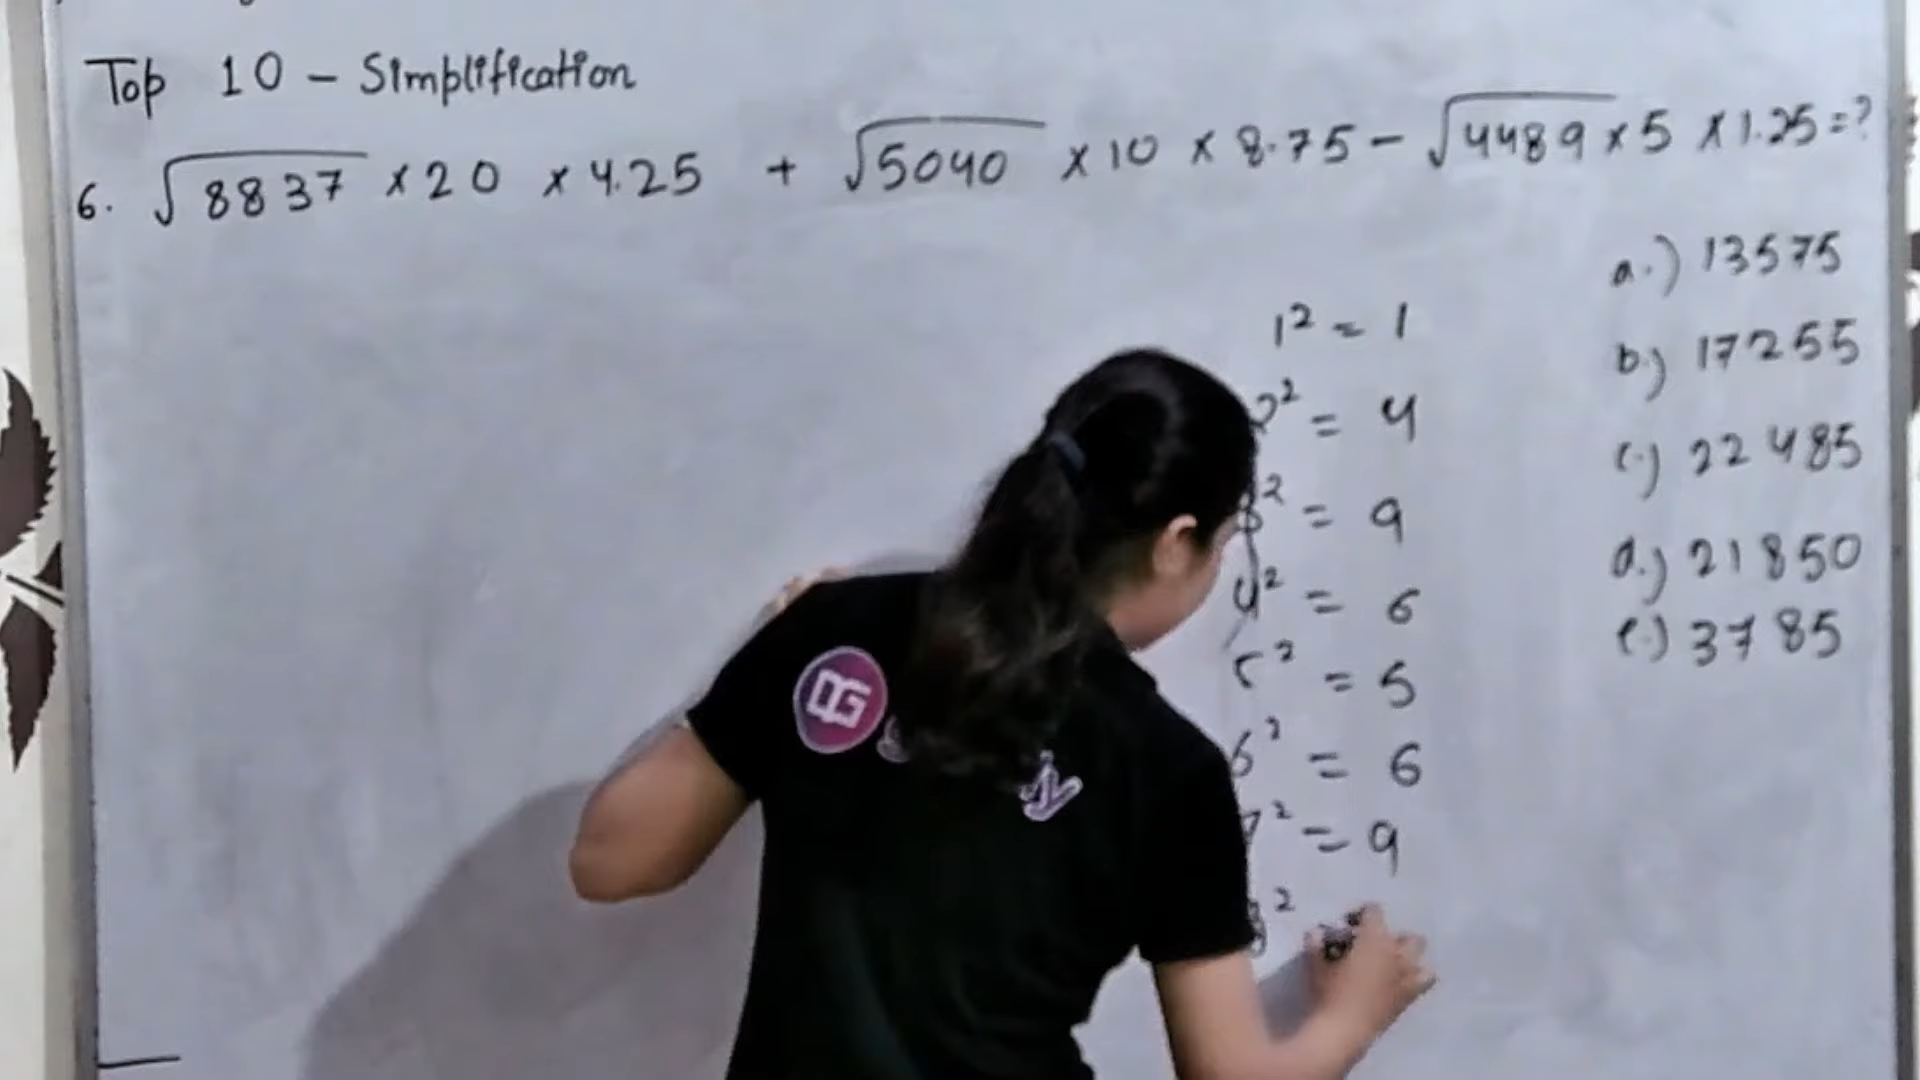 Top 10 - Simplification
6. √8837 × 20 × 4.25 + √5040 × 10 × 8.75 - √4489 × 5 × 1.25 = ?
a.) 13575
b.) 17255
c.) 22485
d.) 21850
e.) 3785
1² = 1
2² = 4
3² = 9
4² = 6
5² = 5
6² = 6
7² = 9
8²
DG